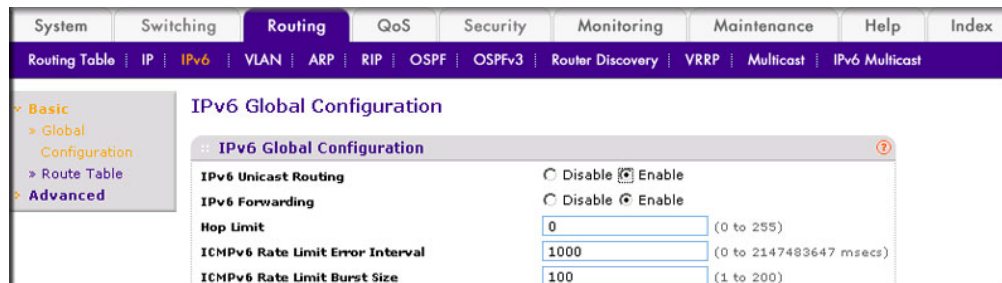 System Switching Routing QoS Security Monitoring Maintenance Help Index
Routing Table IP IPv6 VLAN ARP RIP OSPF OSPFv3 Router Discovery VRRP Multicast IPv6 Multicast
Basic
» Global
Configuration
» Route Table
Advanced
IPv6 Global Configuration
IPv6 Global Configuration ?
IPv6 Unicast Routing Disable Enable
IPv6 Forwarding Disable Enable
Hop Limit 0 (0 to 255)
ICMPv6 Rate Limit Error Interval 1000 (0 to 2147483647 msecs)
ICMPv6 Rate Limit Burst Size 100 (1 to 200)